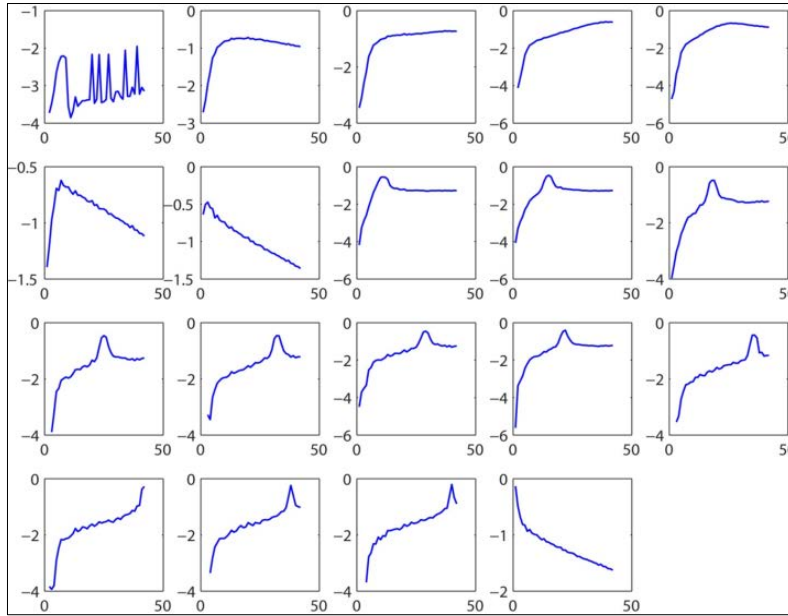 −1 0 0 0 0
−2 −1 −2 −2 −2
−3 −2 −4 −4
−4 −3 −4 −6 −6
0 50 0 50 0 50 0 50 0 50
−0.5 0 0 0 0
−0.5 −2 −2 −2
−1 −1 −4 −4
−1.5 −1.5 −6 −6 −4
0 50 0 50 0 50 0 50 0 50
0 0 0 0 0
−2 −2 −2 −2 −2
−4 −4
−4 −4 −6 −6 −4
0 50 0 50 0 50 0 50 0 50
0 0 0 0
−2 −2 −2 −1
−4 −4 −4 −2
0 50 0 50 0 50 0 50